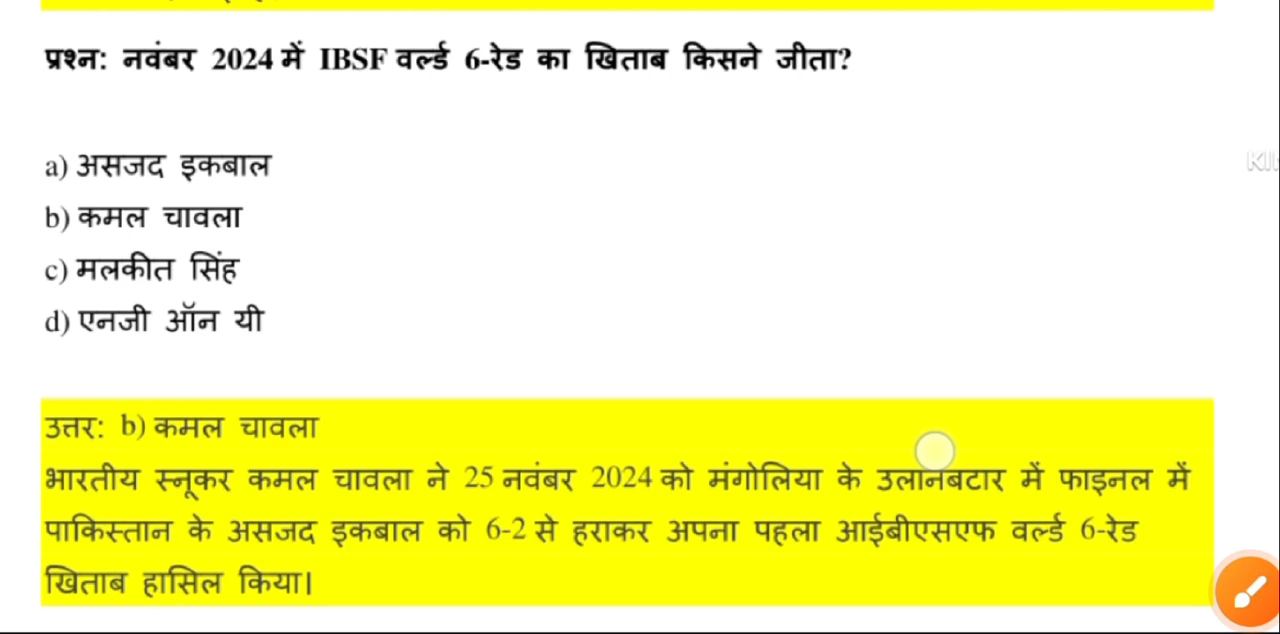 प्रश्न: नवंबर 2024 में IBSF वर्ल्ड 6-रेड का खिताब किसने जीता?
a) असजद इकबाल
b) कमल चावला
c) मलकीत सिंह
d) एनजी ऑन यी
उत्तर: b) कमल चावला
भारतीय स्नूकर कमल चावला ने 25 नवंबर 2024 को मंगोलिया के उलानबटार में फाइनल में
पाकिस्तान के असजद इकबाल को 6-2 से हराकर अपना पहला आईबीएसएफ वर्ल्ड 6-रेड
खिताब हासिल किया।